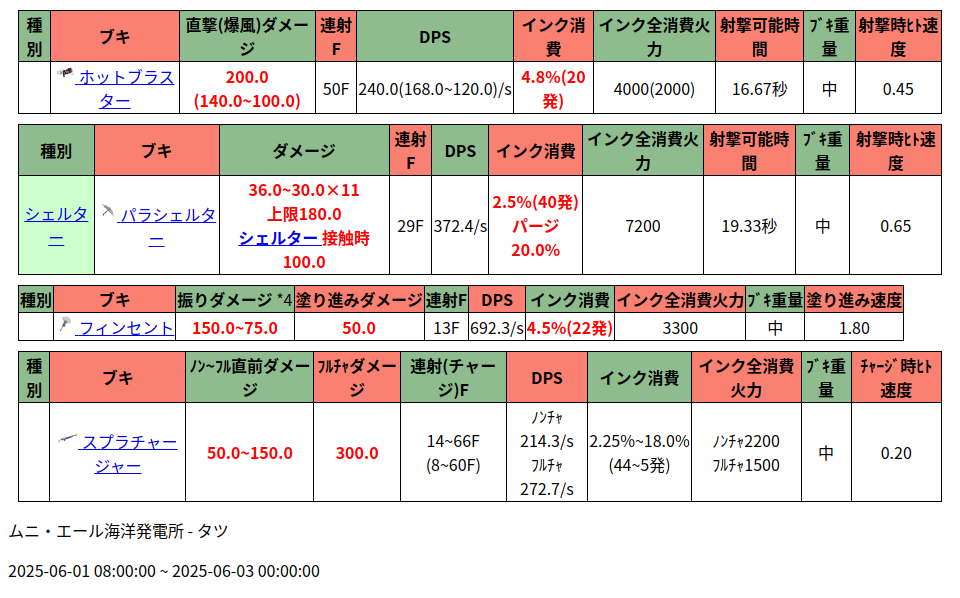 種別 ブキ 直撃(爆風)ダメージ 連射F DPS インク消費 インク全消費火力 射撃可能時間 ﾌﾞｷ重量 射撃時ﾋﾄ速度
ホットブラスター 200.0 (140.0~100.0) 50F 240.0(168.0~120.0)/s 4.8%(20発) 4000(2000) 16.67秒 中 0.45
種別 ブキ ダメージ 連射F DPS インク消費 インク全消費火力 射撃可能時間 ﾌﾞｷ重量 射撃時ﾋﾄ速度
シェルター パラシェルター 36.0~30.0×11 上限180.0 シェルター接触時 100.0 29F 372.4/s 2.5%(40発) パージ 20.0% 7200 19.33秒 中 0.65
種別 ブキ 振りダメージ *4 塗り進みダメージ 連射F DPS インク消費 インク全消費火力 ﾌﾞｷ重量 塗り進み速度
フィンセント 150.0~75.0 50.0 13F 692.3/s 4.5%(22発) 3300 中 1.80
種別 ブキ ﾉﾝ~ﾌﾙ直前ダメージ ﾌﾙﾁｬダメージ 連射(チャージ)F DPS インク消費 インク全消費火力 ﾌﾞｷ重量 ﾁｬｰｼﾞ時ﾋﾄ速度
スプラチャージャー 50.0~150.0 300.0 14~66F (8~60F) ﾉﾝﾁｬ 214.3/s ﾌﾙﾁｬ 272.7/s 2.25%~18.0% (44~5発) ﾉﾝﾁｬ2200 ﾌﾙﾁｬ1500 中 0.20
ムニ・エール海洋発電所 - タツ
2025-06-01 08:00:00 ~ 2025-06-03 00:00:00